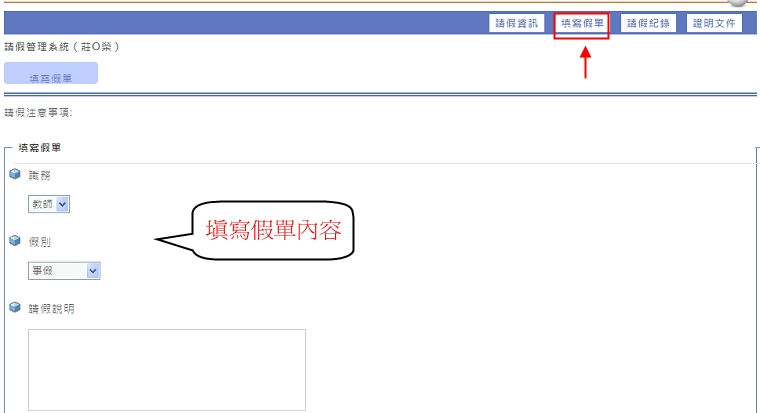 請假資訊 填寫假單 請假紀錄 證明文件
請假管理系統（莊O榮）
填寫假單
請假注意事項:
填寫假單
職務
教師
填寫假單內容
假別
事假
請假說明